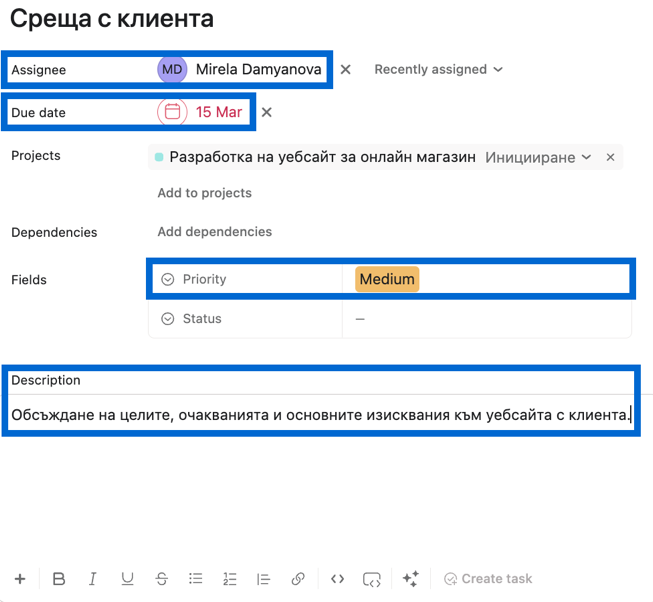 Среща с клиента
Assignee MD Mirela Damyanova Recently assigned
Due date 15 Mar
Projects Разработка на уебсайт за онлайн магазин Иницииране
Add to projects
Dependencies Add dependencies
Fields Priority Medium
Status —
Description
Обсъждане на целите, очакванията и основните изисквания към уебсайта с клиента.
B I U S Create task